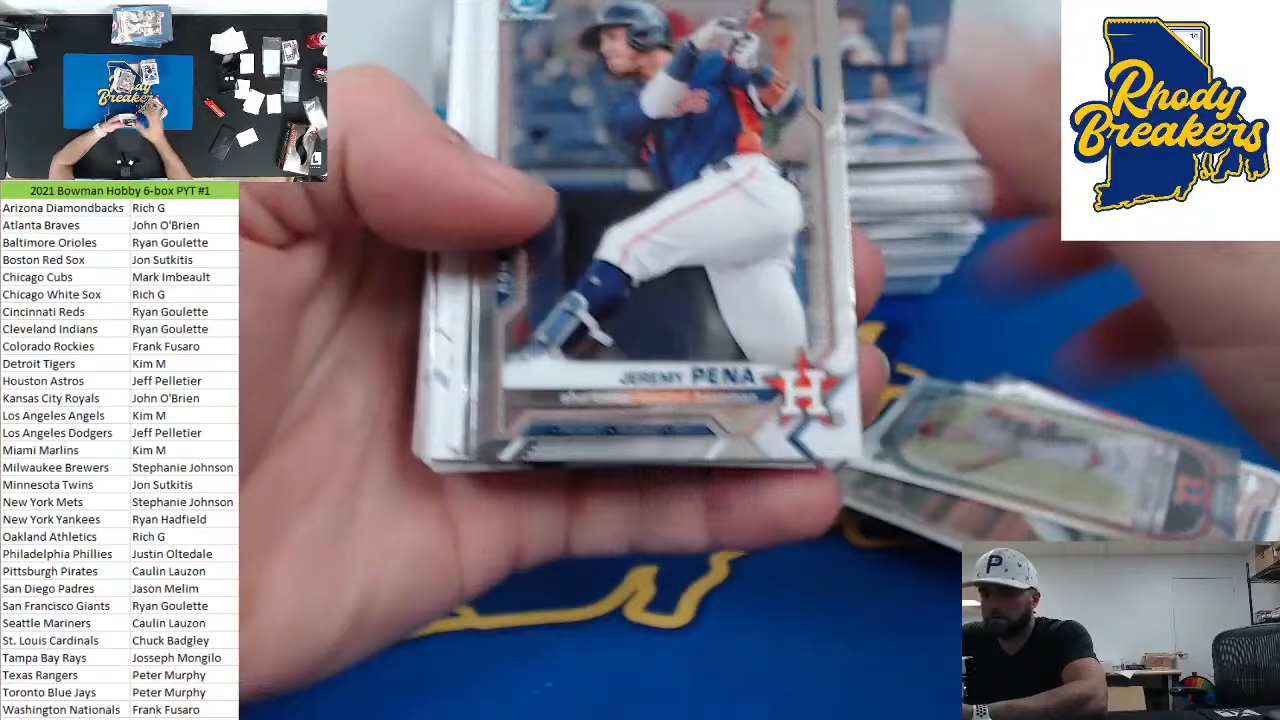 2021 Bowman Hobby 6-box PYT #1
Arizona Diamondbacks Rich G
Atlanta Braves John O'Brien
Baltimore Orioles Ryan Goulette
Boston Red Sox Jon Sutkitis
Chicago Cubs Mark Imbeault
Chicago White Sox Rich G
Cincinnati Reds Ryan Goulette
Cleveland Indians Ryan Goulette
Colorado Rockies Frank Fusaro
Detroit Tigers Kim M
Houston Astros Jeff Pelletier
Kansas City Royals John O'Brien
Los Angeles Angels Kim M
Los Angeles Dodgers Jeff Pelletier
Miami Marlins Kim M
Milwaukee Brewers Stephanie Johnson
Minnesota Twins Jon Sutkitis
New York Mets Stephanie Johnson
New York Yankees Ryan Hadfield
Oakland Athletics Rich G
Philadelphia Phillies Justin Oltedale
Pittsburgh Pirates Caulin Lauzon
San Diego Padres Jason Melim
San Francisco Giants Ryan Goulette
Seattle Mariners Caulin Lauzon
St. Louis Cardinals Chuck Badgley
Tampa Bay Rays Josseph Mongilo
Texas Rangers Peter Murphy
Toronto Blue Jays Peter Murphy
Washington Nationals Frank Fusaro
JEREMY PENA
H
1/1
Rhody
Breakers
P
Rhody
Breakers